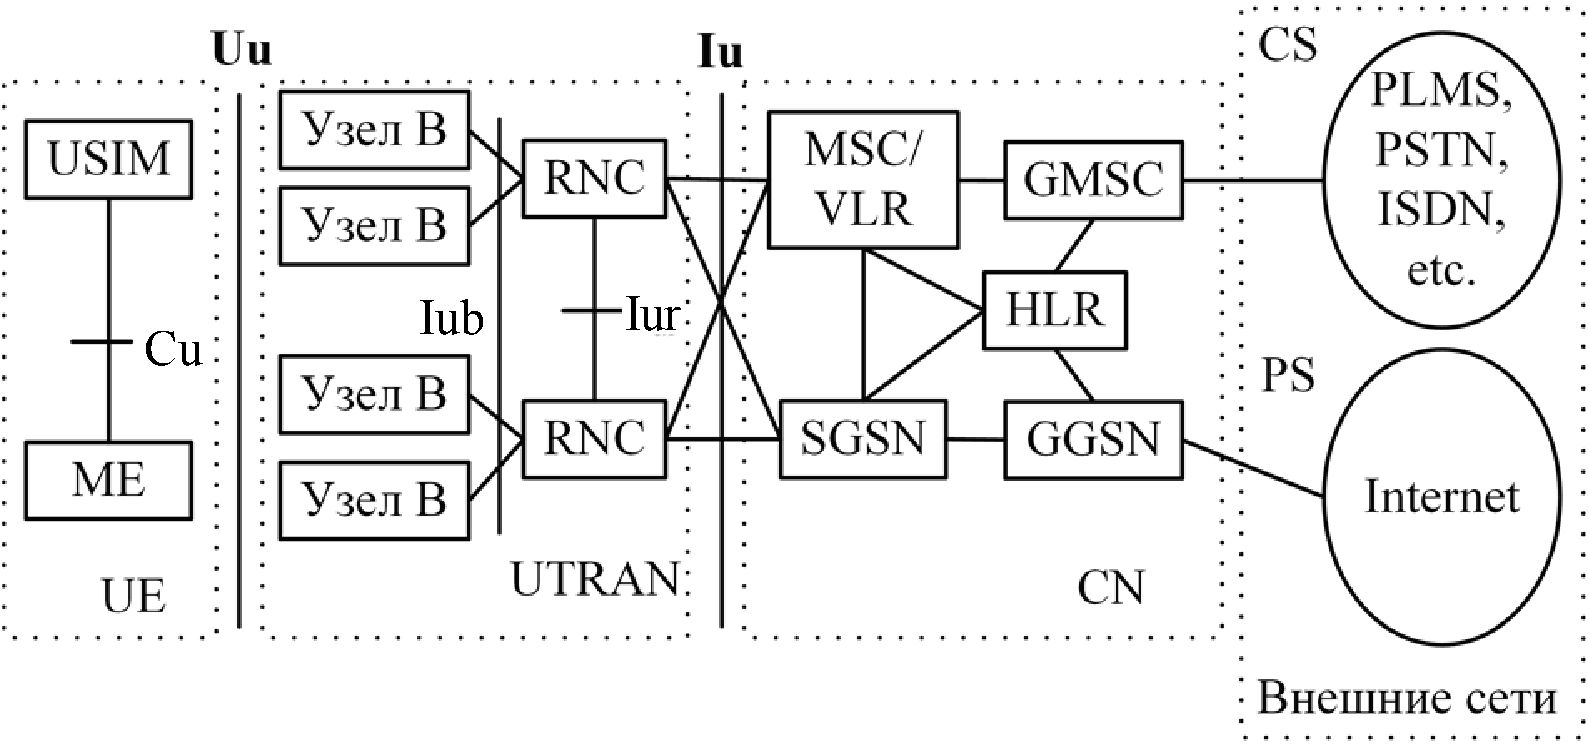 Uu
Iu
USIM
Cu
ME
UE
Узел B
Узел B
Iub
Узел B
Узел B
RNC
Iur
RNC
UTRAN
MSC/
VLR
GMSC
HLR
SGSN
GGSN
CN
CS
PLMS,
PSTN,
ISDN,
etc.
PS
Internet
Внешние сети